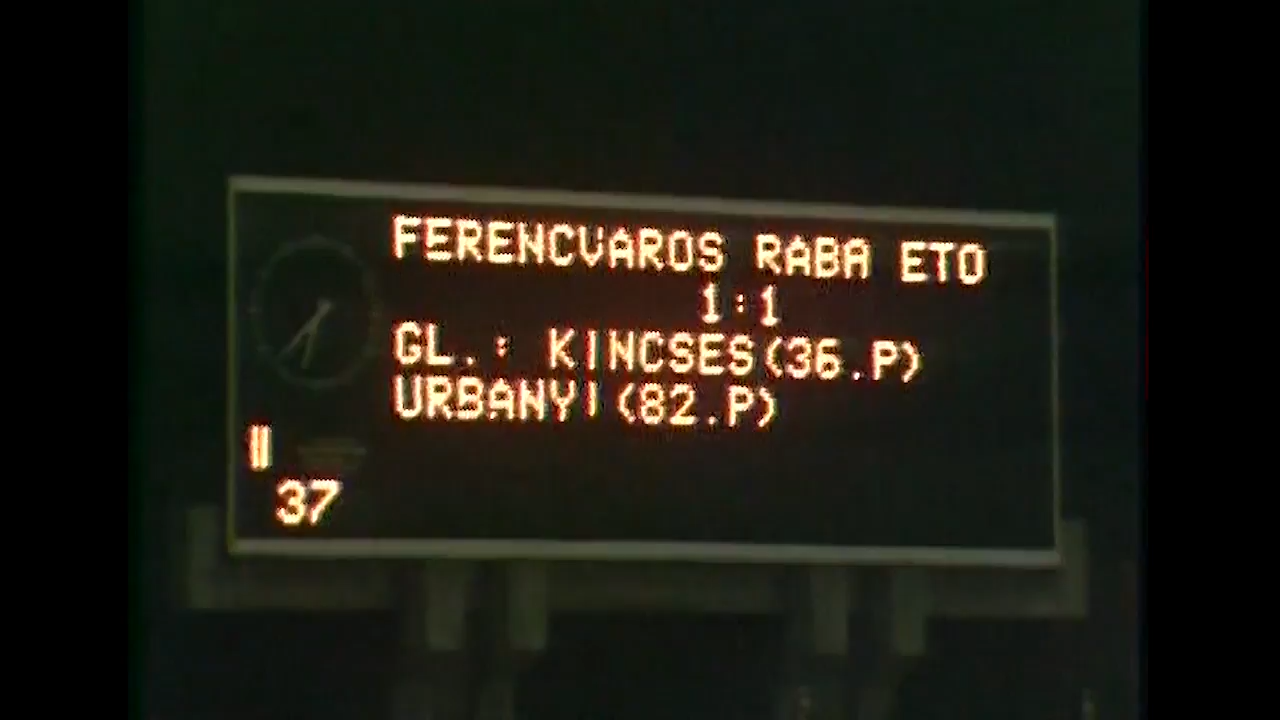 FERENCVAROS RABA ETO
1:1
GL.: KINCSES(36.P)
URBANYI(82.P)
II
37